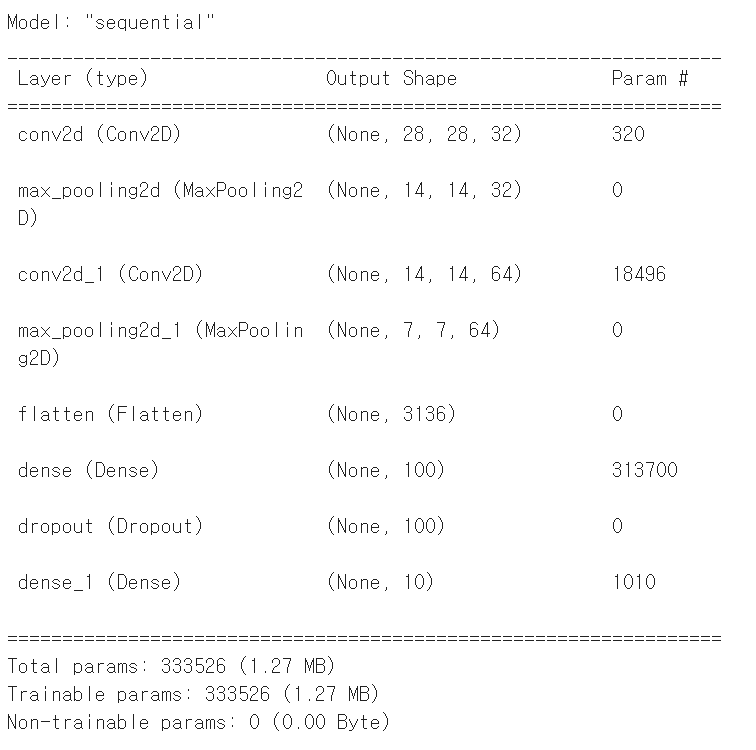 Model: "sequential"
_________________________________________________________________
Layer (type) Output Shape Param #
=================================================================
conv2d (Conv2D) (None, 28, 28, 32) 320
max_pooling2d (MaxPooling2 (None, 14, 14, 32) 0
D)
conv2d_1 (Conv2D) (None, 14, 14, 64) 18496
max_pooling2d_1 (MaxPoolin (None, 7, 7, 64) 0
g2D)
flatten (Flatten) (None, 3136) 0
dense (Dense) (None, 100) 313700
dropout (Dropout) (None, 100) 0
dense_1 (Dense) (None, 10) 1010
=================================================================
Total params: 333526 (1.27 MB)
Trainable params: 333526 (1.27 MB)
Non-trainable params: 0 (0.00 Byte)